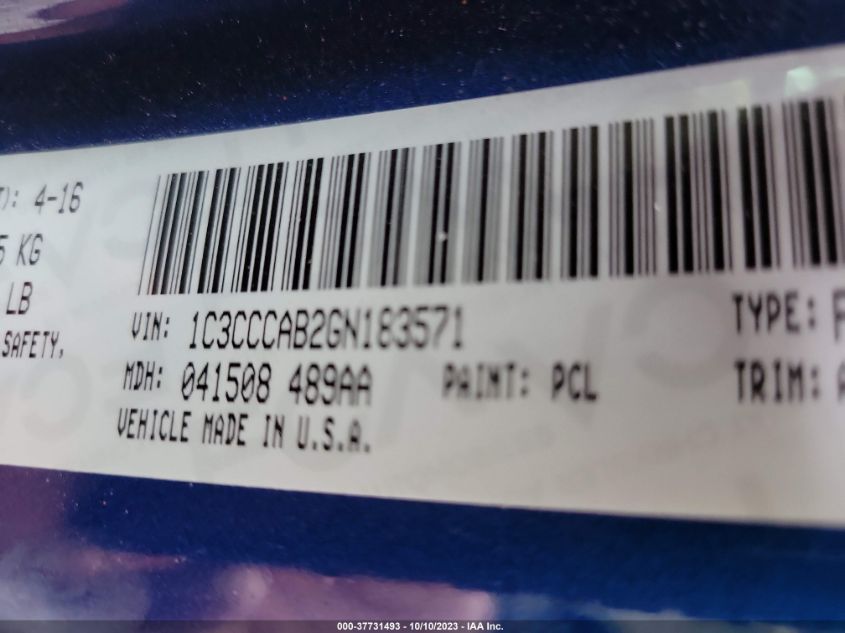 T): 4-16
5 KG
LB
SAFETY,
VIN: 1C3CCCAB2GN183571
TYPE:
MDH: 041508 489AA
PAINT: PCL
TRIM:
VEHICLE MADE IN U.S.A.
000-37731493 - 10/10/2023 - IAA Inc.